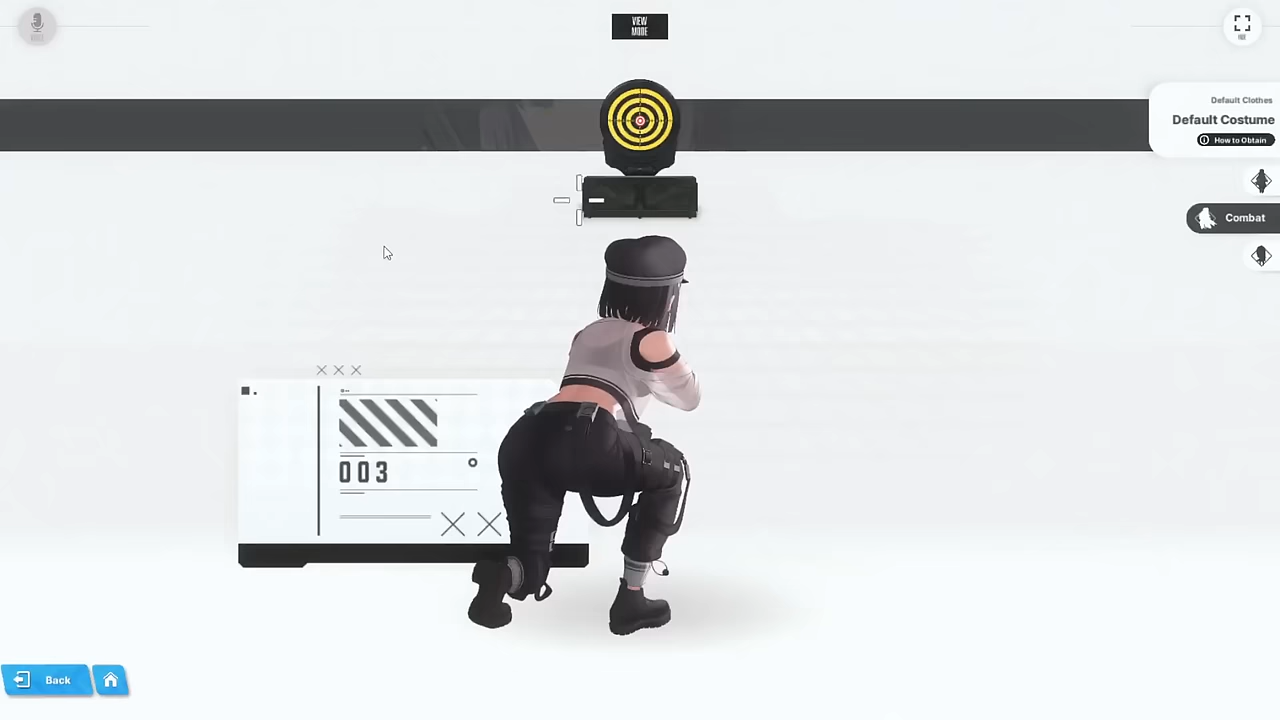 VIEW
MODE
Default Clothes
Default Costume
How to Obtain
Combat
003
Back